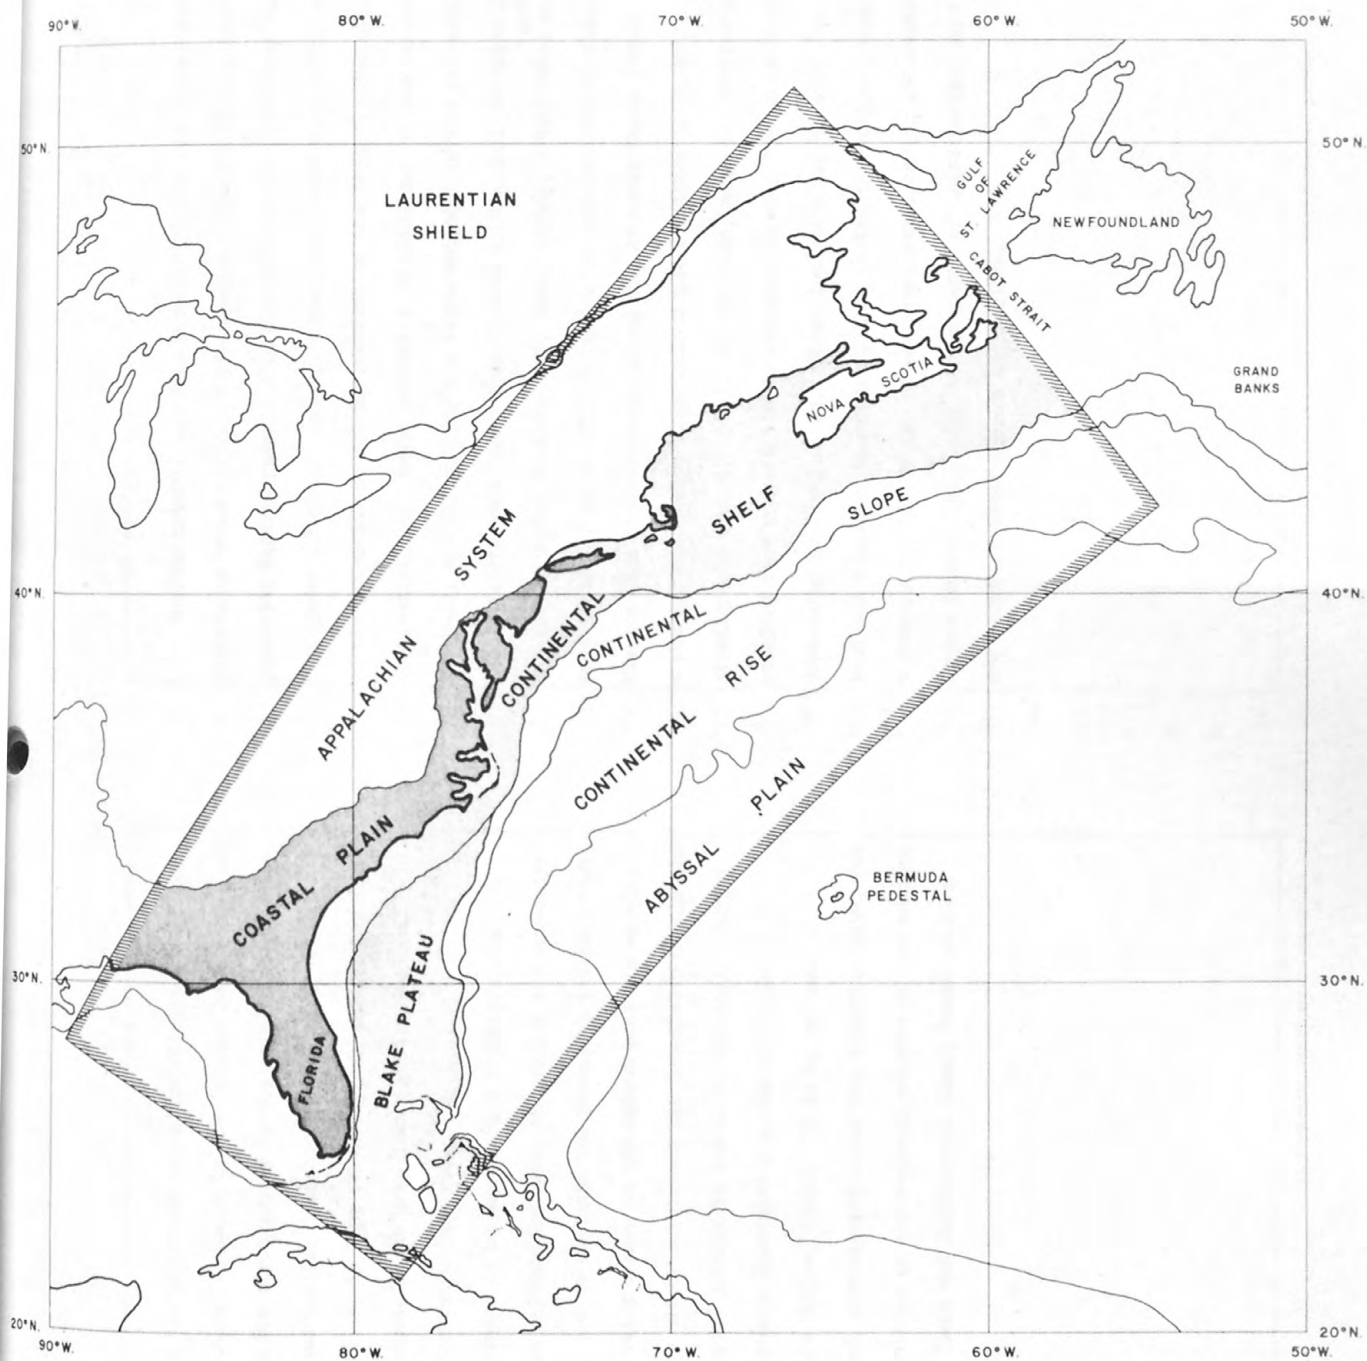 90°W.
80°W.
70°W.
60°W.
50°W.
50°N.
50°N.
LAURENTIAN
SHIELD
GULF
OF
ST. LAWRENCE
NEWFOUNDLAND
CABOT STRAIT
GRAND
BANKS
NOVA SCOTIA
SHELF
SLOPE
SYSTEM
APPALACHIAN
40°N.
40°N.
CONTINENTAL
CONTINENTAL
RISE
CONTINENTAL
PLAIN
ABYSSAL
PLAIN
COASTAL
BERMUDA
PEDESTAL
BLAKE PLATEAU
30°N.
30°N.
FLORIDA
20°N.
20°N.
90°W.
80°W.
70°W.
60°W.
50°W.